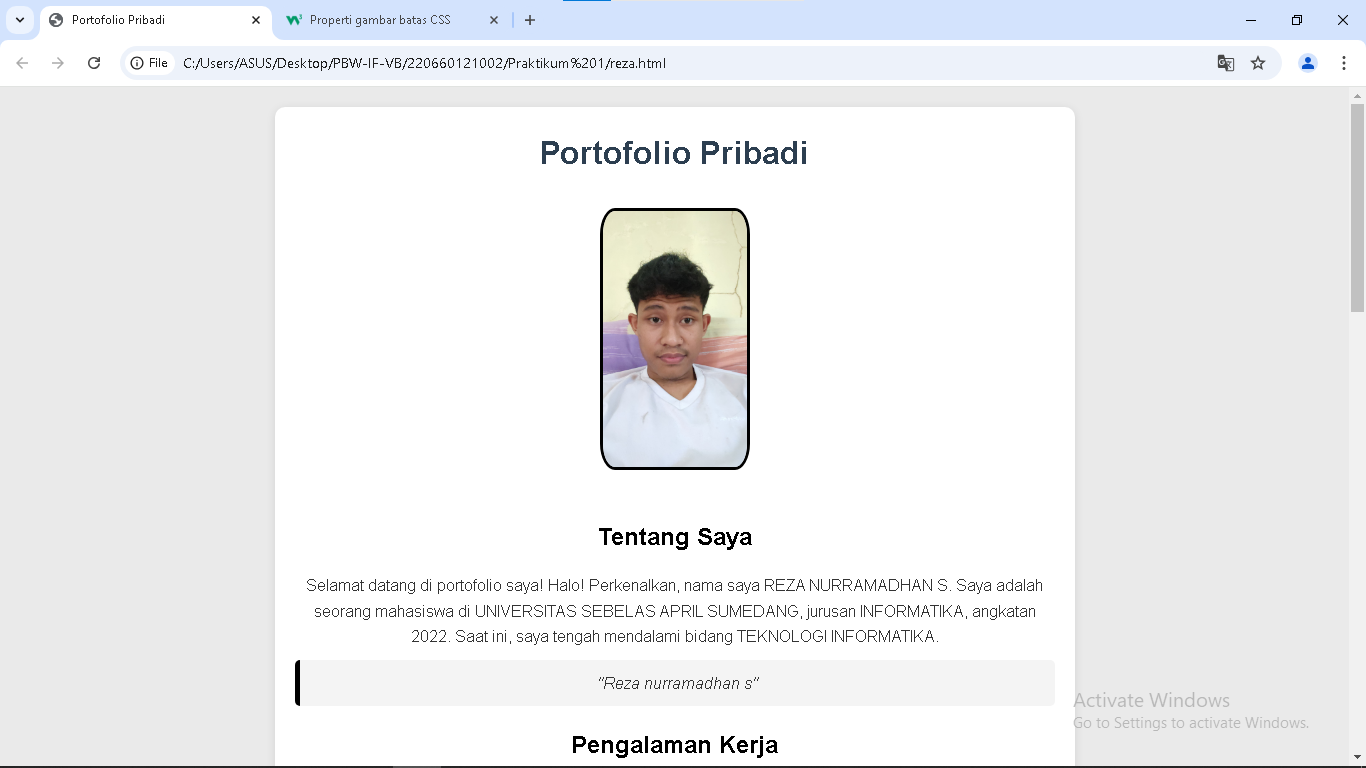 Portofolio Pribadi
Properti gambar batas CSS
File
C:/Users/ASUS/Desktop/PBW-IF-VB/220660121002/Praktikum%201/reza.html
Portofolio Pribadi
Tentang Saya
Selamat datang di portofolio saya! Halo! Perkenalkan, nama saya REZA NURRAMADHAN S. Saya adalah
seorang mahasiswa di UNIVERSITAS SEBELAS APRIL SUMEDANG, jurusan INFORMATIKA, angkatan
2022. Saat ini, saya tengah mendalami bidang TEKNOLOGI INFORMATIKA.
"Reza nurramadhan s"
Pengalaman Kerja
Activate Windows
Go to Settings to activate Windows.